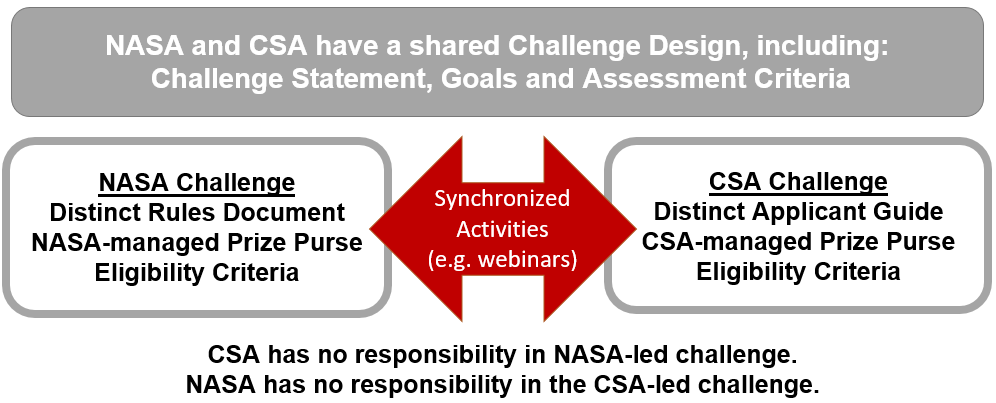 NASA and CSA have a shared Challenge Design, including:
Challenge Statement, Goals and Assessment Criteria
NASA Challenge
Distinct Rules Document
NASA-managed Prize Purse
Eligibility Criteria
Synchronized
Activities
(e.g. webinars)
CSA Challenge
Distinct Applicant Guide
CSA-managed Prize Purse
Eligibility Criteria
CSA has no responsibility in NASA-led challenge.
NASA has no responsibility in the CSA-led challenge.